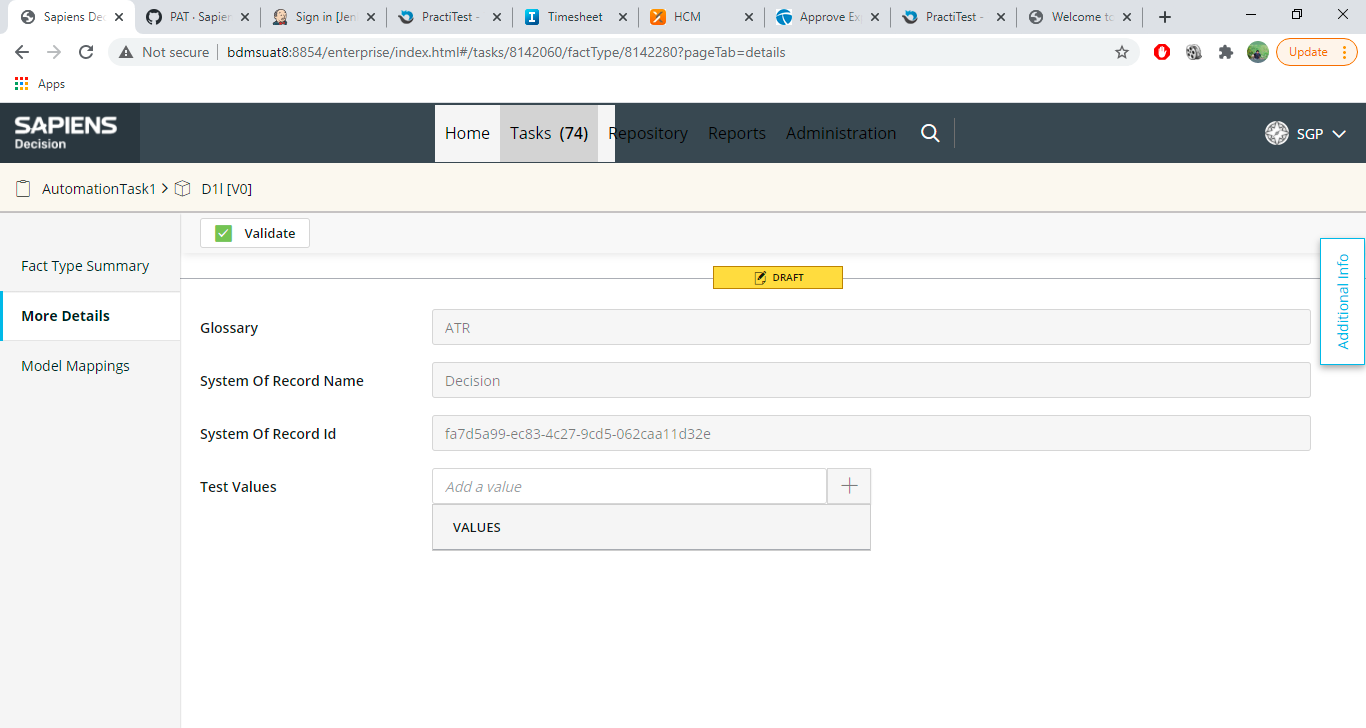 Sapiens Dec
PAT · Sapier
Sign in [Jen
PractiTest -
Timesheet
HCM
Approve Ex
PractiTest -
Welcome to
Not secure
bdmsuat8:8854/enterprise/index.html#/tasks/8142060/factType/8142280?pageTab=details
Update
Apps
SAPIENS
Decision
Home
Tasks (74)
Repository
Reports
Administration
SGP
AutomationTask1
D1l [V0]
Validate
Fact Type Summary
More Details
Model Mappings
DRAFT
Additional Info
Glossary
ATR
System Of Record Name
Decision
System Of Record Id
fa7d5a99-ec83-4c27-9cd5-062caa11d32e
Test Values
Add a value
VALUES